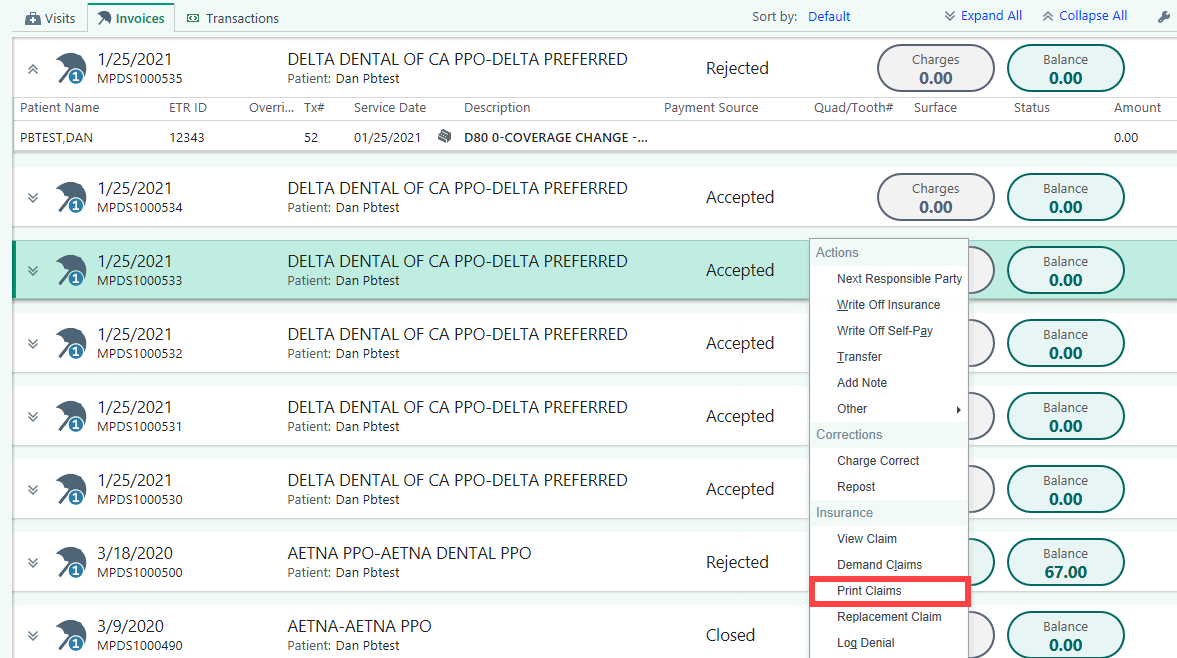 Visits Invoices Transactions Sort by: Default Expand All Collapse All
1/25/2021 DELTA DENTAL OF CA PPO-DELTA PREFERRED Rejected Charges 0.00 Balance 0.00
1 MPDS1000535 Patient: Dan Pbtest
Patient Name ETR ID Overri... Tx# Service Date Description Payment Source Quad/Tooth# Surface Status Amount
PBTEST,DAN 12343 52 01/25/2021 D80 0-COVERAGE CHANGE -... 0.00
1/25/2021 DELTA DENTAL OF CA PPO-DELTA PREFERRED Accepted Charges 0.00 Balance 0.00
1 MPDS1000534 Patient: Dan Pbtest
1/25/2021 DELTA DENTAL OF CA PPO-DELTA PREFERRED Accepted Balance 0.00
1 MPDS1000533 Patient: Dan Pbtest
1/25/2021 DELTA DENTAL OF CA PPO-DELTA PREFERRED Accepted Balance 0.00
1 MPDS1000532 Patient: Dan Pbtest
1/25/2021 DELTA DENTAL OF CA PPO-DELTA PREFERRED Accepted Balance 0.00
1 MPDS1000531 Patient: Dan Pbtest
1/25/2021 DELTA DENTAL OF CA PPO-DELTA PREFERRED Accepted Balance 0.00
1 MPDS1000530 Patient: Dan Pbtest
3/18/2020 AETNA PPO-AETNA DENTAL PPO Rejected Balance 67.00
1 MPDS1000500 Patient: Dan Pbtest
3/9/2020 AETNA-AETNA PPO Closed Balance 0.00
1 MPDS1000490 Patient: Dan Pbtest
Actions
Next Responsible Party
Write Off Insurance
Write Off Self-Pay
Transfer
Add Note
Other
Corrections
Charge Correct
Repost
Insurance
View Claim
Demand Claims
Print Claims
Replacement Claim
Log Denial